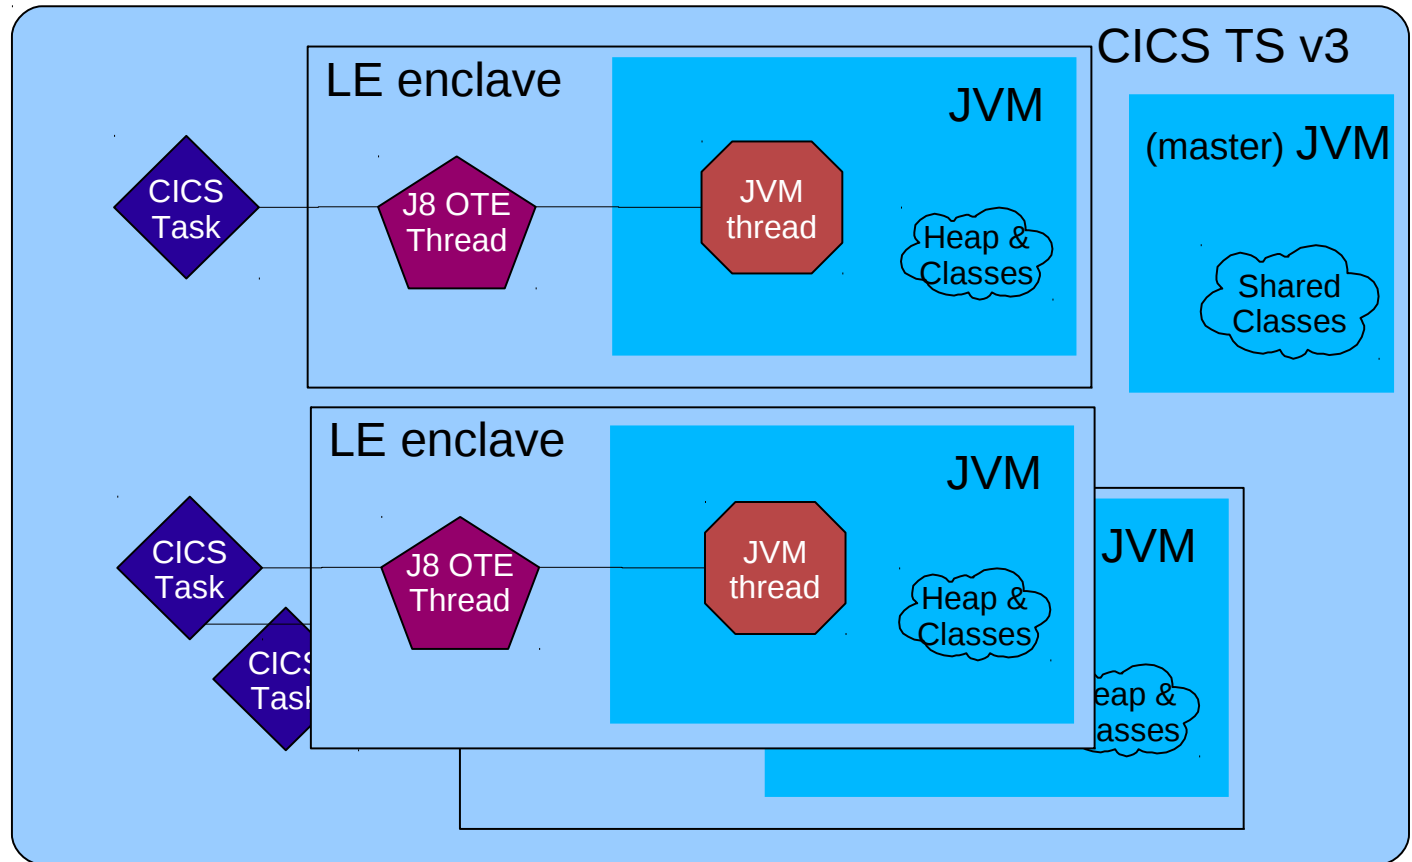 CICS TS v3
LE enclave
JVM
(master) JVM
CICS
Task
J8 OTE
Thread
JVM
thread
Heap &
Classes
Shared
Classes
LE enclave
JVM
CICS
Task
J8 OTE
Thread
JVM
thread
Heap &
Classes
JVM
&